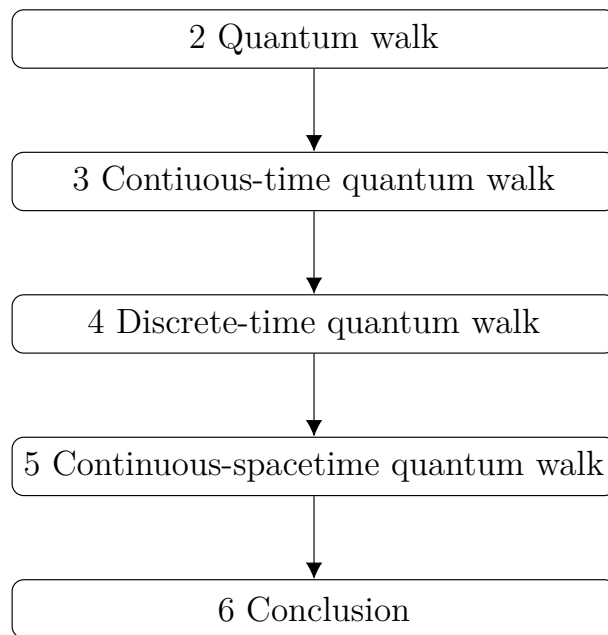 2 Quantum walk
3 Contiuous-time quantum walk
4 Discrete-time quantum walk
5 Continuous-spacetime quantum walk
6 Conclusion